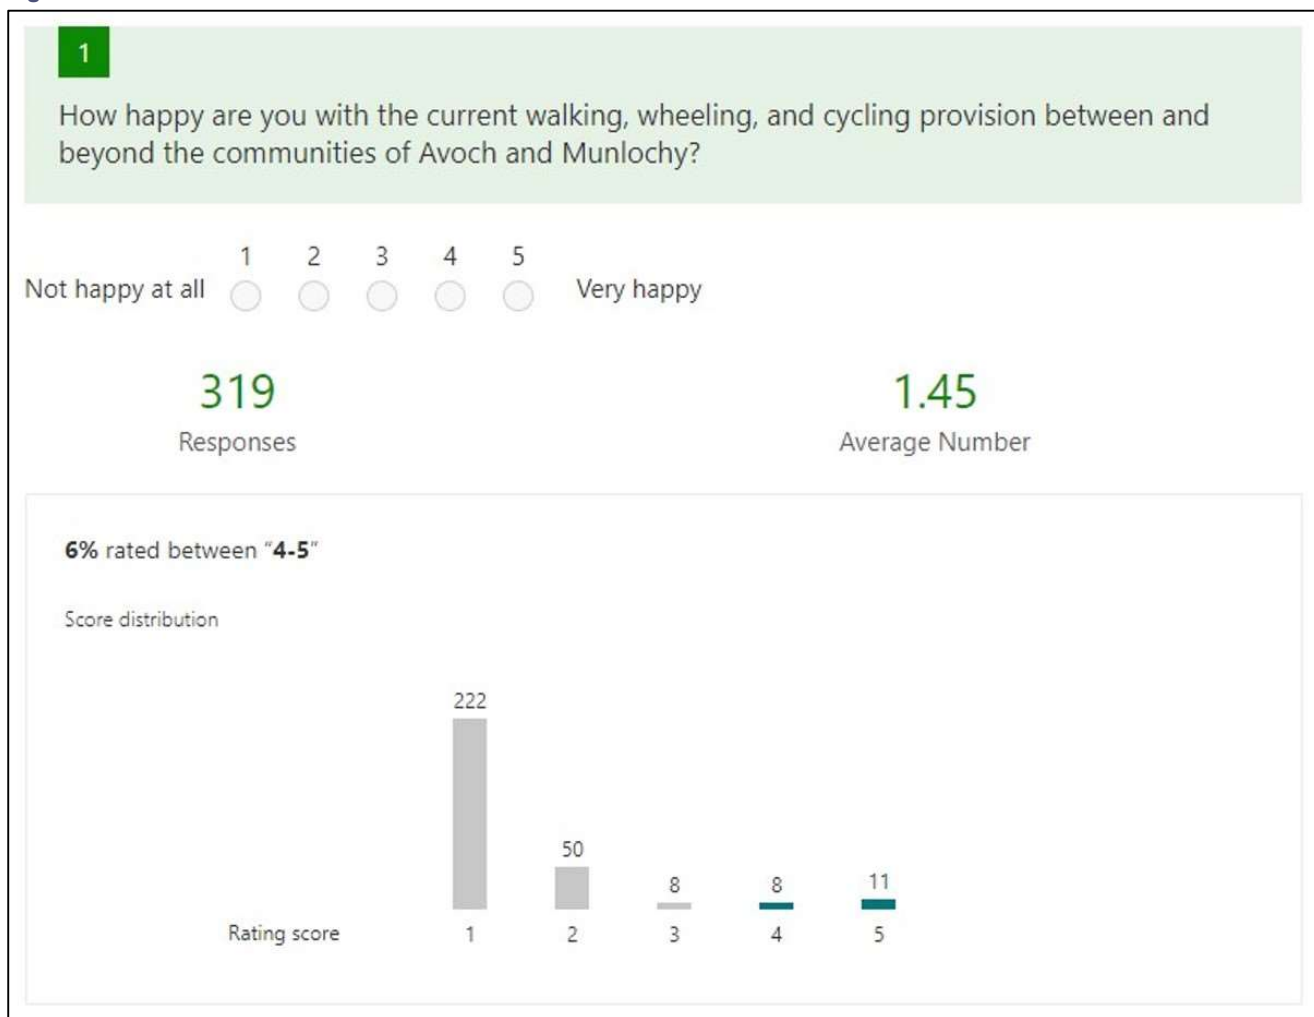 1
How happy are you with the current walking, wheeling, and cycling provision between and
beyond the communities of Avoch and Munlochy?
1 2 3 4 5
Not happy at all Very happy
319 1.45
Responses Average Number
6% rated between “4-5”
Score distribution
222
50
8 8 11
Rating score 1 2 3 4 5